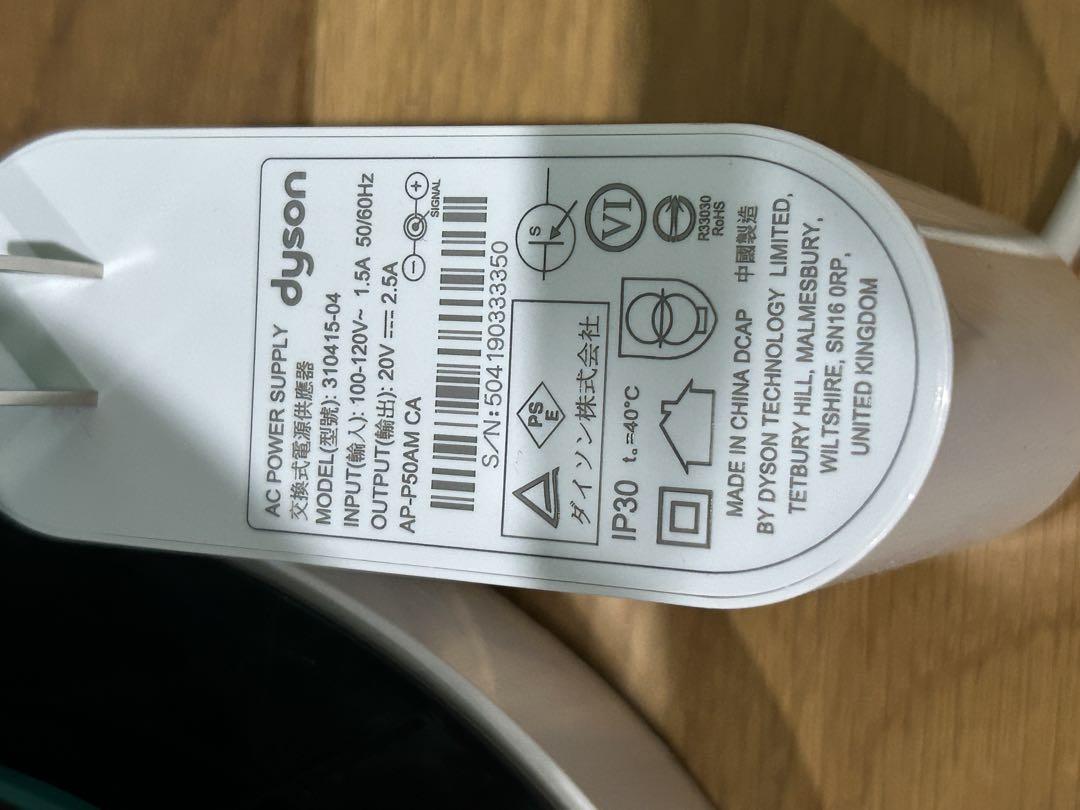 dyson
AC POWER SUPPLY
交換式電源供應器
MODEL(型號): 310415-04
INPUT(輸入): 100-120V~ 1.5A 50/60Hz
OUTPUT(輸出): 20V ⎓ 2.5A
AP-P50AM CA
SIGNAL
S/N:50419033350
PS
E
ダイソン株式会社
S
VI
R33030
RoHS
IP30 tₐ=40°C
MADE IN CHINA DCAP 中國製造
BY DYSON TECHNOLOGY LIMITED,
TETBURY HILL, MALMESBURY,
WILTSHIRE, SN16 0RP,
UNITED KINGDOM